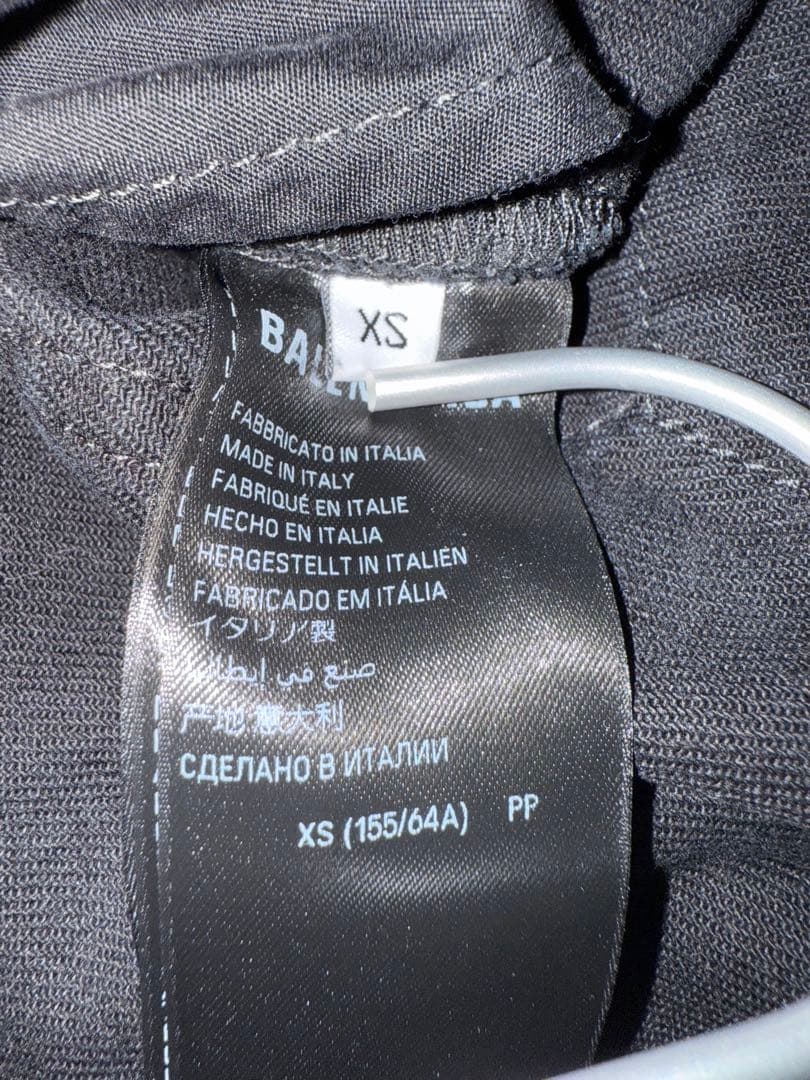 XS
FABBRICATO IN ITALIA
MADE IN ITALY
FABRIQUÉ EN ITALIE
HECHO EN ITALIA
HERGESTELLT IN ITALIEN
FABRICADO EM ITÁLIA
イタリア製
صنع في إيطاليا
产地 意大利
СДЕЛАНО В ИТАЛИИ
XS (155/64A) PP